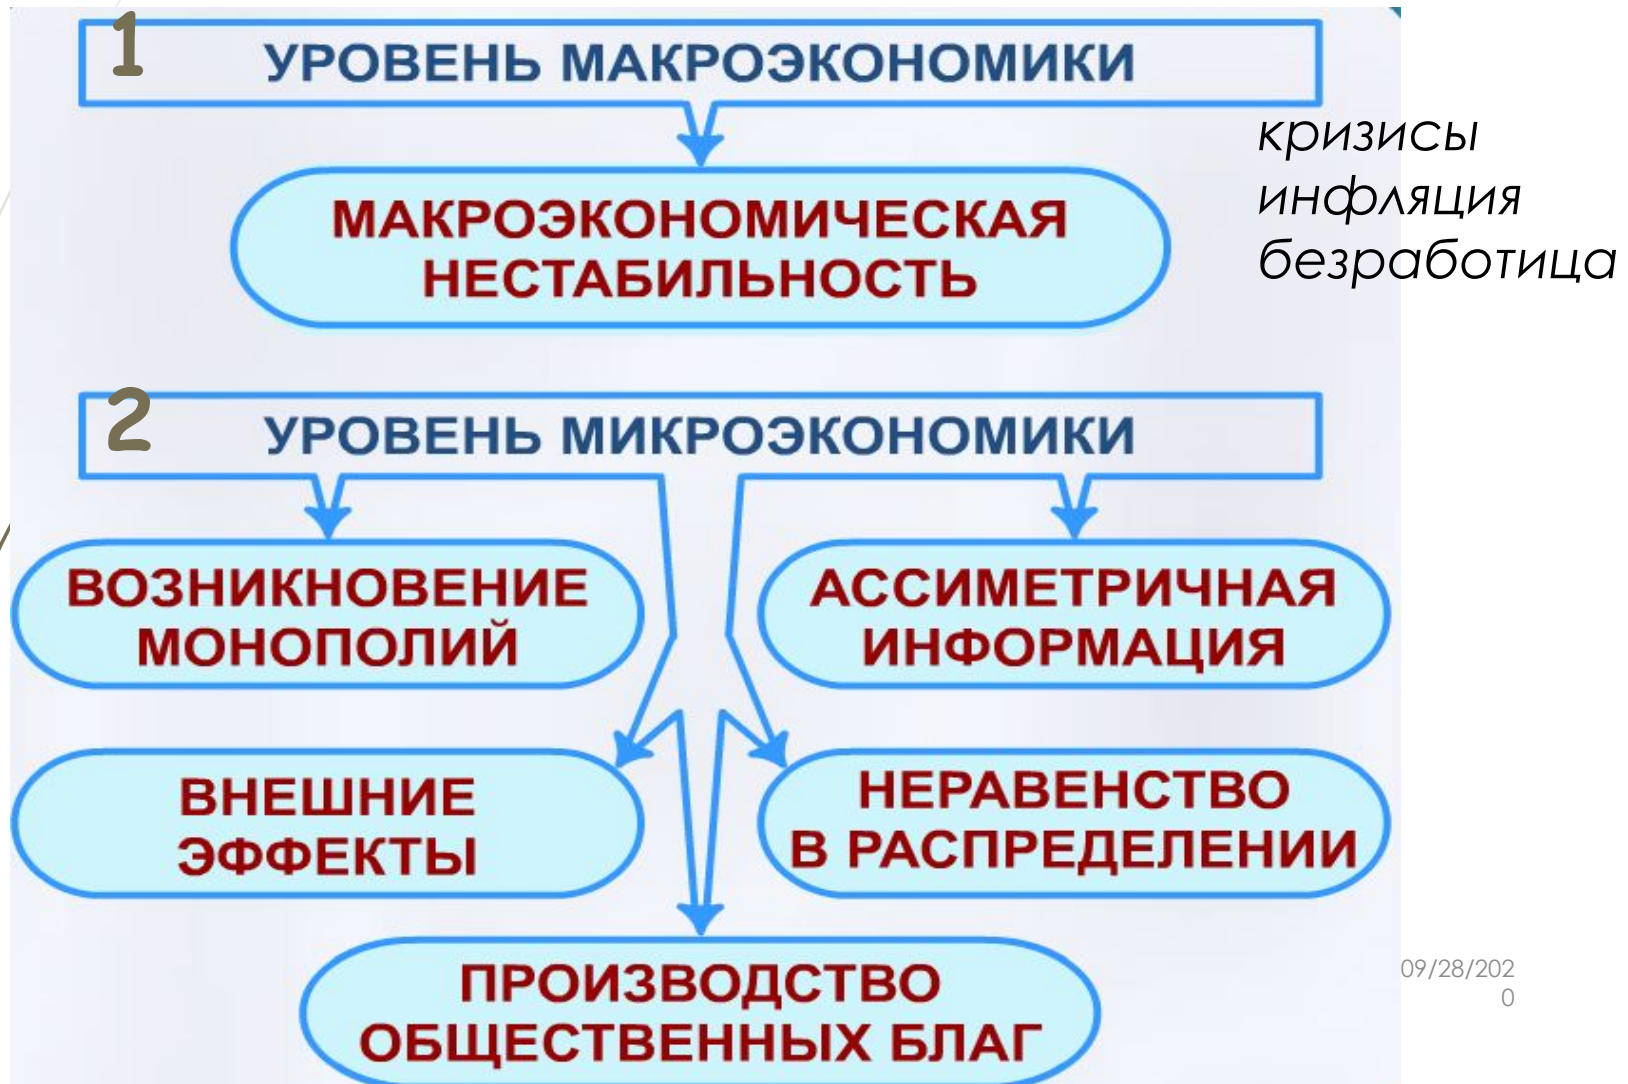 1
УРОВЕНЬ МАКРОЭКОНОМИКИ
МАКРОЭКОНОМИЧЕСКАЯ
НЕСТАБИЛЬНОСТЬ
кризисы
инфляция
безработица
2
УРОВЕНЬ МИКРОЭКОНОМИКИ
ВОЗНИКНОВЕНИЕ
МОНОПОЛИЙ
АССИМЕТРИЧНАЯ
ИНФОРМАЦИЯ
ВНЕШНИЕ
ЭФФЕКТЫ
НЕРАВЕНСТВО
В РАСПРЕДЕЛЕНИИ
ПРОИЗВОДСТВО
ОБЩЕСТВЕННЫХ БЛАГ
09/28/202
0